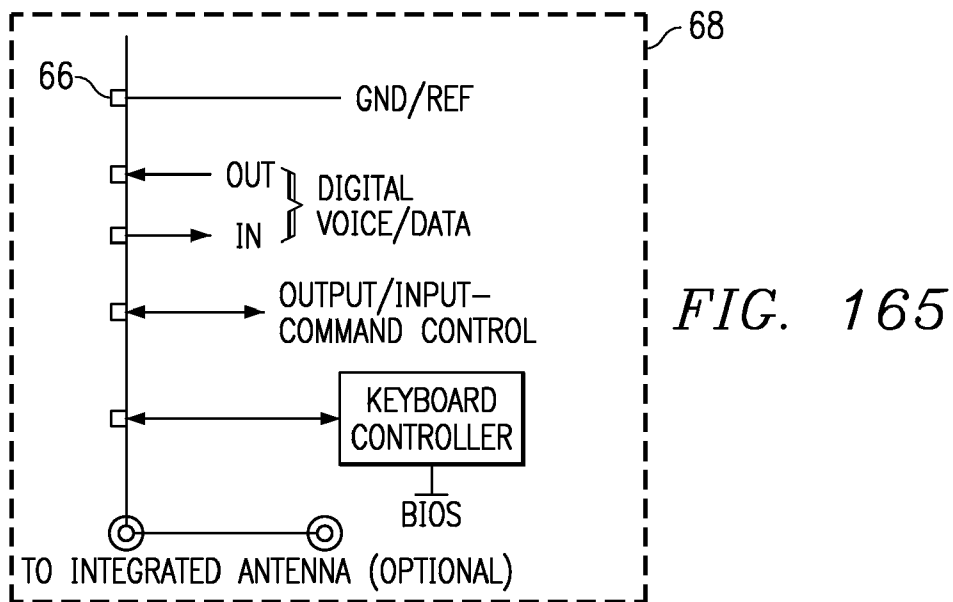 68
66
GND/REF
OUT
DIGITAL
VOICE/DATA
IN
OUTPUT/INPUT-
COMMAND CONTROL
FIG. 165
KEYBOARD
CONTROLLER
BIOS
TO INTEGRATED ANTENNA (OPTIONAL)